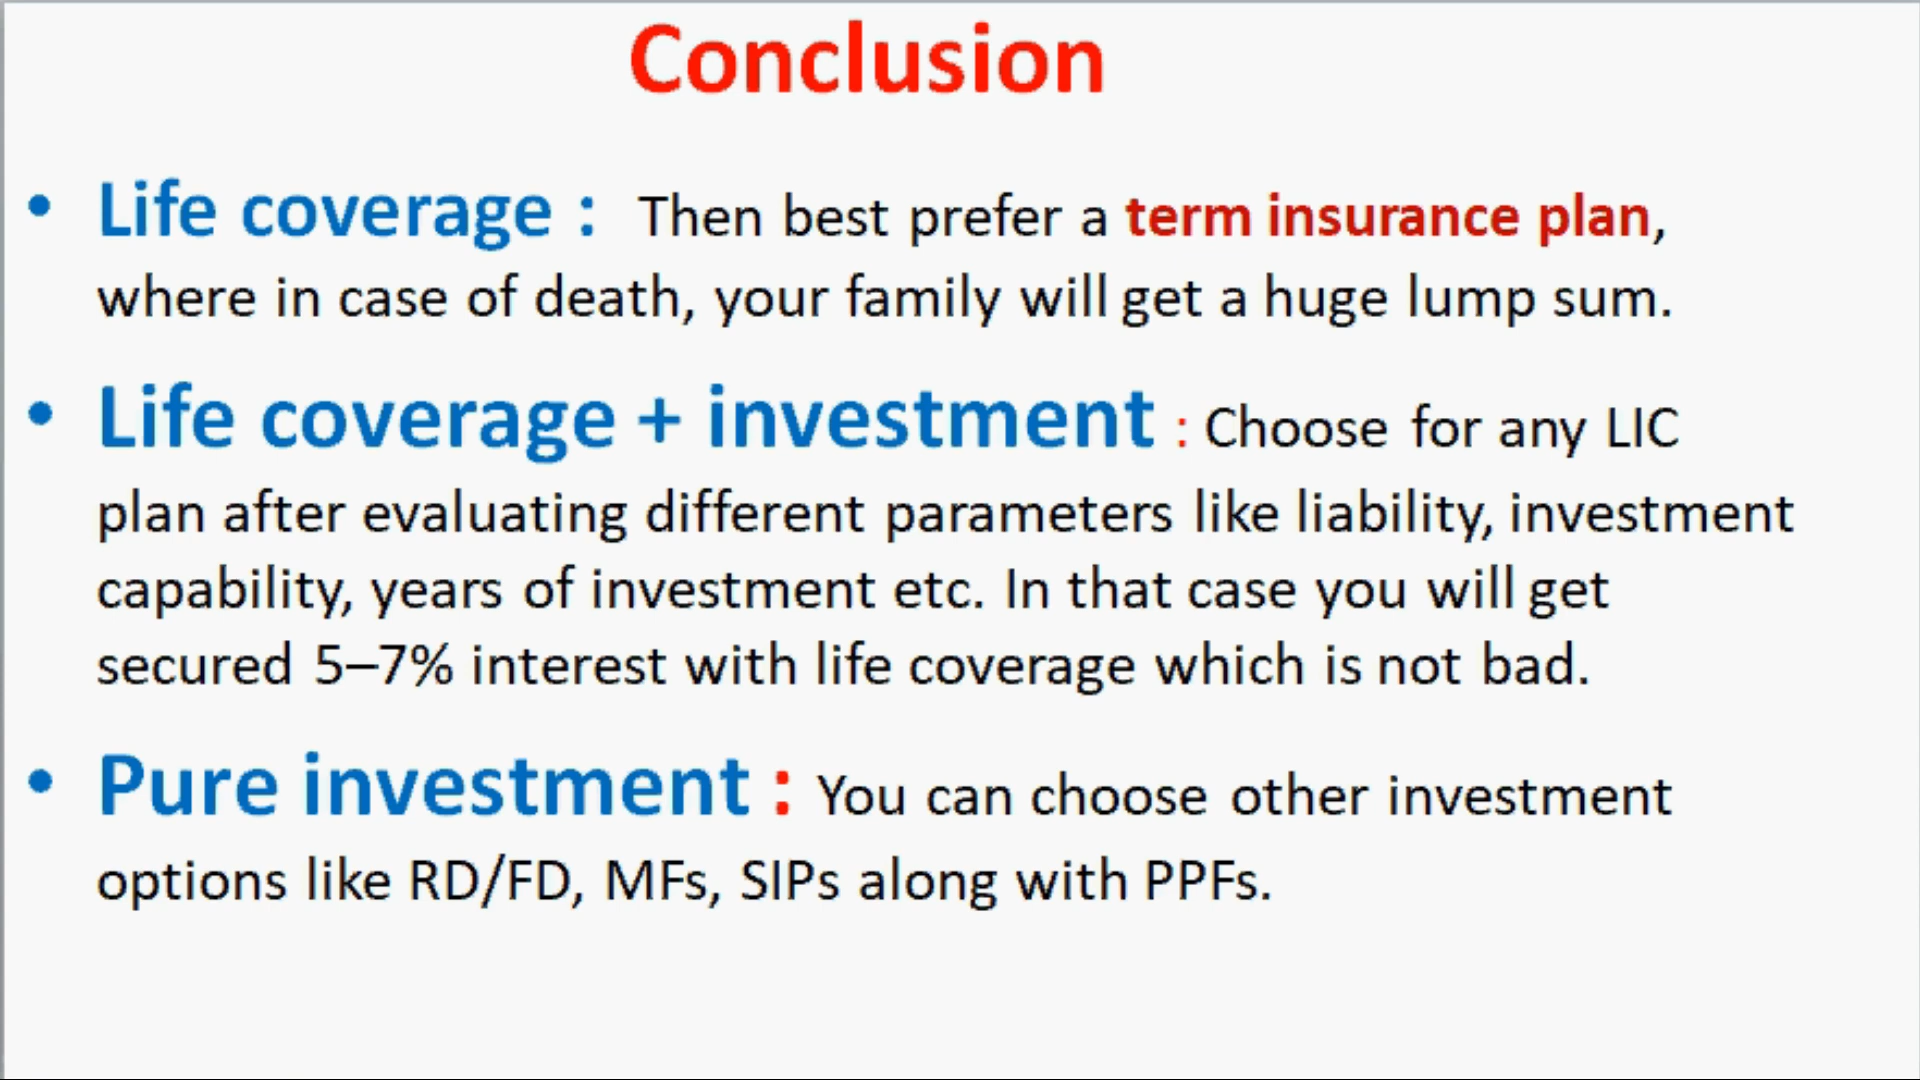 Conclusion
• Life coverage : Then best prefer a term insurance plan,
where in case of death, your family will get a huge lump sum.
• Life coverage + investment : Choose for any LIC
plan after evaluating different parameters like liability, investment
capability, years of investment etc. In that case you will get
secured 5–7% interest with life coverage which is not bad.
• Pure investment : You can choose other investment
options like RD/FD, MFs, SIPs along with PPFs.